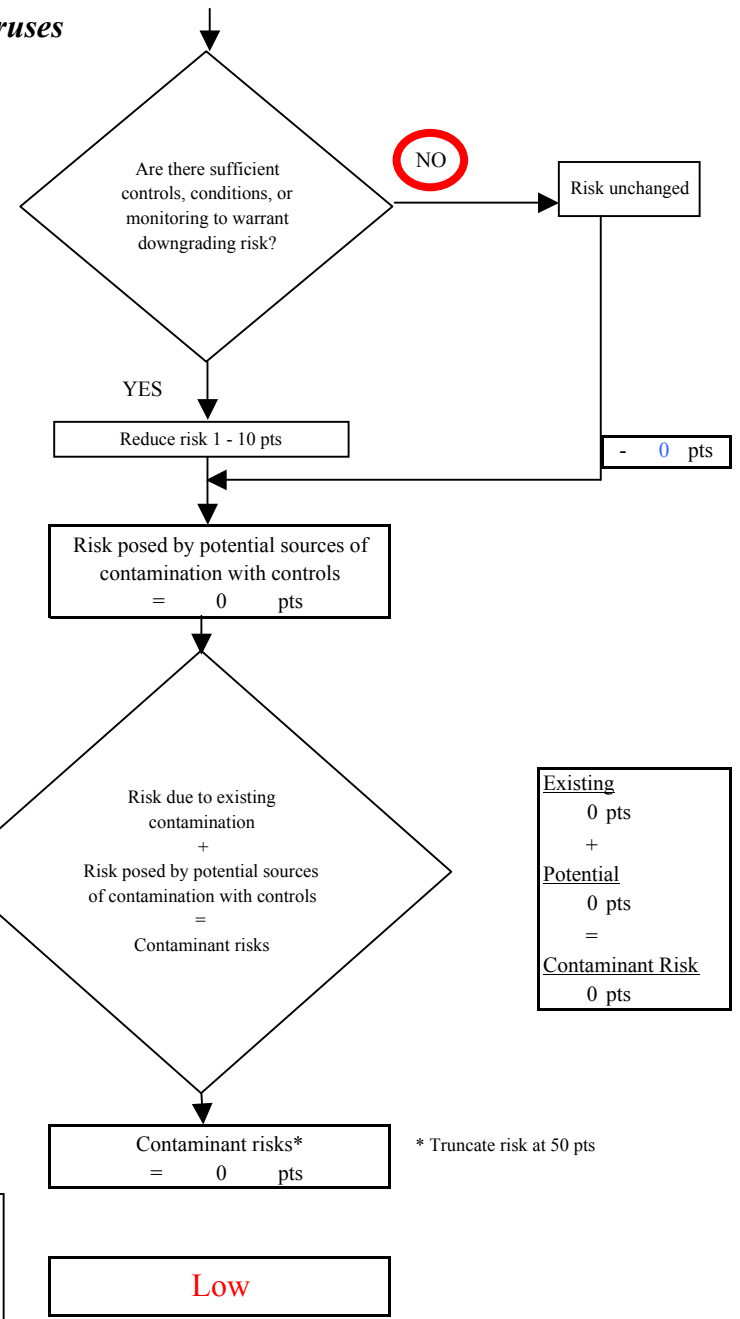 ruses
Are there sufficient
controls, conditions, or
monitoring to warrant
downgrading risk?
NO
Risk unchanged
YES
Reduce risk 1 - 10 pts
- 0 pts
Risk posed by potential sources of
contamination with controls
= 0 pts
Risk due to existing
contamination
+
Risk posed by potential sources
of contamination with controls
=
Contaminant risks
Existing
0 pts
+
Potential
0 pts
=
Contaminant Risk
0 pts
Contaminant risks*
= 0 pts
* Truncate risk at 50 pts
Low